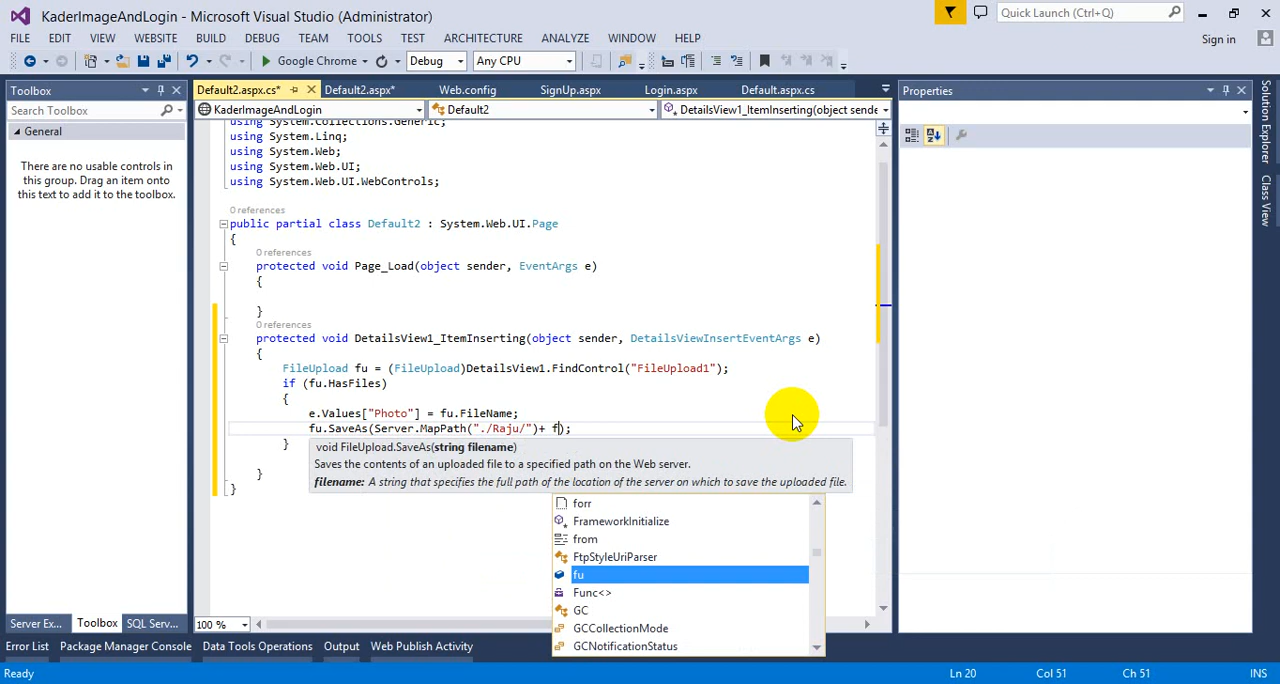 KaderImageAndLogin - Microsoft Visual Studio (Administrator)
Quick Launch (Ctrl+Q)
FILE EDIT VIEW WEBSITE BUILD DEBUG TEAM TOOLS TEST ARCHITECTURE ANALYZE WINDOW HELP
Sign in
Google Chrome Debug Any CPU
Toolbox
Default2.aspx.cs* Default2.aspx* Web.config SignUp.aspx Login.aspx Default.aspx.cs
Properties
Search Toolbox
KaderImageAndLogin Default2 DetailsView1_ItemInserting(object sende
General
There are no usable controls in this group. Drag an item onto this text to add it to the toolbox.
using System.Collections.Generic;
using System.Linq;
using System.Web;
using System.Web.UI;
using System.Web.UI.WebControls;
0 references
public partial class Default2 : System.Web.UI.Page
{
0 references
protected void Page_Load(object sender, EventArgs e)
{
}
0 references
protected void DetailsView1_ItemInserting(object sender, DetailsViewInsertEventArgs e)
{
FileUpload fu = (FileUpload)DetailsView1.FindControl("FileUpload1");
if (fu.HasFiles)
{
e.Values["Photo"] = fu.FileName;
fu.SaveAs(Server.MapPath("./Raju/")+ f);
}
void FileUpload.SaveAs(string filename)
Saves the contents of an uploaded file to a specified path on the Web server.
filename: A string that specifies the full path of the location of the server on which to save the uploaded file.
}
}
forr
FrameworkInitialize
from
FtpStyleUriParser
fu
Func<>
GC
GCCollectionMode
GCNotificationStatus
Solution Explorer
Class View
Server Ex... Toolbox SQL Serv...
100 %
Error List Package Manager Console Data Tools Operations Output Web Publish Activity
Ready Ln 20 Col 51 Ch 51 INS